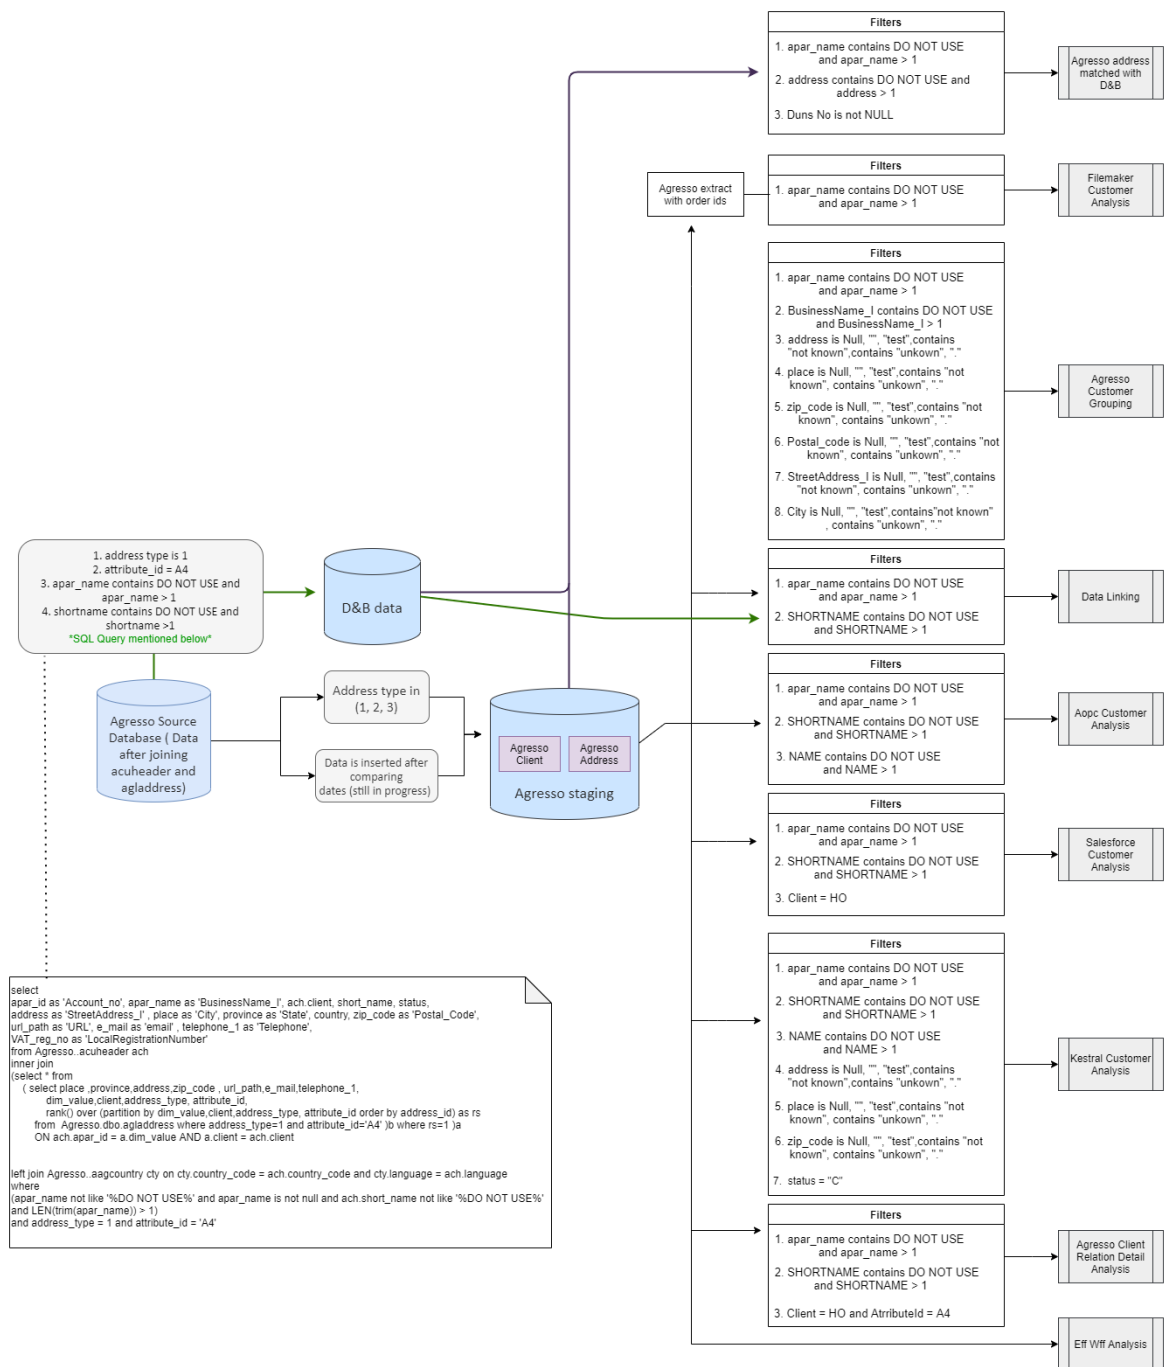 Filters
1. apar_name contains DO NOT USE
and apar_name > 1
2. address contains DO NOT USE and
address > 1
3. Duns No is not NULL
Agresso address
matched with
D&B
Agresso extract
with order ids
Filters
1. apar_name contains DO NOT USE
and apar_name > 1
Filemaker
Customer
Analysis
Filters
1. apar_name contains DO NOT USE
and apar_name > 1
2. BusinessName_I contains DO NOT USE
and BusinessName_I > 1
3. address is Null, "", "test",contains
"not known",contains "unkown", "."
4. place is Null, "", "test",contains "not
known", contains "unkown", "."
5. zip_code is Null, "", "test",contains "not
known", contains "unkown", "."
6. Postal_code is Null, "", "test",contains "not
known", contains "unkown", "."
7. StreetAddress_I is Null, "", "test",contains
"not known", contains "unkown", "."
8. City is Null, "", "test",contains"not known"
, contains "unkown", "."
Agresso
Customer
Grouping
1. address type is 1
2. attribute_id = A4
3. apar_name contains DO NOT USE and
apar_name > 1
4. shortname contains DO NOT USE and
shortname >1
*SQL Query mentioned below*
D&B data
Filters
1. apar_name contains DO NOT USE
and apar_name > 1
2. SHORTNAME contains DO NOT USE
and SHORTNAME > 1
Data Linking
Agresso Source
Database ( Data
after joining
acuheader and
agladdress)
Address type in
(1, 2, 3)
Data is inserted after
comparing
dates (still in progress)
Agresso
Client
Agresso
Address
Agresso staging
Filters
1. apar_name contains DO NOT USE
and apar_name > 1
2. SHORTNAME contains DO NOT USE
and SHORTNAME > 1
3. NAME contains DO NOT USE
and NAME > 1
Aopc Customer
Analysis
Filters
1. apar_name contains DO NOT USE
and apar_name > 1
2. SHORTNAME contains DO NOT USE
and SHORTNAME > 1
3. Client = HO
Salesforce
Customer
Analysis
Filters
1. apar_name contains DO NOT USE
and apar_name > 1
2. SHORTNAME contains DO NOT USE
and SHORTNAME > 1
3. NAME contains DO NOT USE
and NAME > 1
4. address is Null, "", "test",contains
"not known",contains "unkown", "."
5. place is Null, "", "test",contains "not
known", contains "unkown", "."
6. zip_code is Null, "", "test",contains "not
known", contains "unkown", "."
7. status = "C"
Kestral Customer
Analysis
select
apar_id as 'Account_no', apar_name as 'BusinessName_I', ach.client, short_name, status,
address as 'StreetAddress_I' , place as 'City', province as 'State', country, zip_code as 'Postal_Code',
url_path as 'URL', e_mail as 'email' , telephone_1 as 'Telephone',
VAT_reg_no as 'LocalRegistrationNumber'
from Agresso..acuheader ach
inner join
(select * from
( select place ,province,address,zip_code , url_path,e_mail,telephone_1,
dim_value,client,address_type, attribute_id,
rank() over (partition by dim_value,client,address_type, attribute_id order by address_id) as rs
from Agresso.dbo.agladdress where address_type=1 and attribute_id='A4' )b where rs=1 )a
ON ach.apar_id = a.dim_value AND a.client = ach.client
left join Agresso..aagcountry cty on cty.country_code = ach.country_code and cty.language = ach.language
where
(apar_name not like '%DO NOT USE%' and apar_name is not null and ach.short_name not like '%DO NOT USE%'
and LEN(trim(apar_name)) > 1)
and address_type = 1 and attribute_id = 'A4'
Filters
1. apar_name contains DO NOT USE
and apar_name > 1
2. SHORTNAME contains DO NOT USE
and SHORTNAME > 1
3. Client = HO and AtrributeId = A4
Agresso Client
Relation Detail
Analysis
Eff Wff Analysis